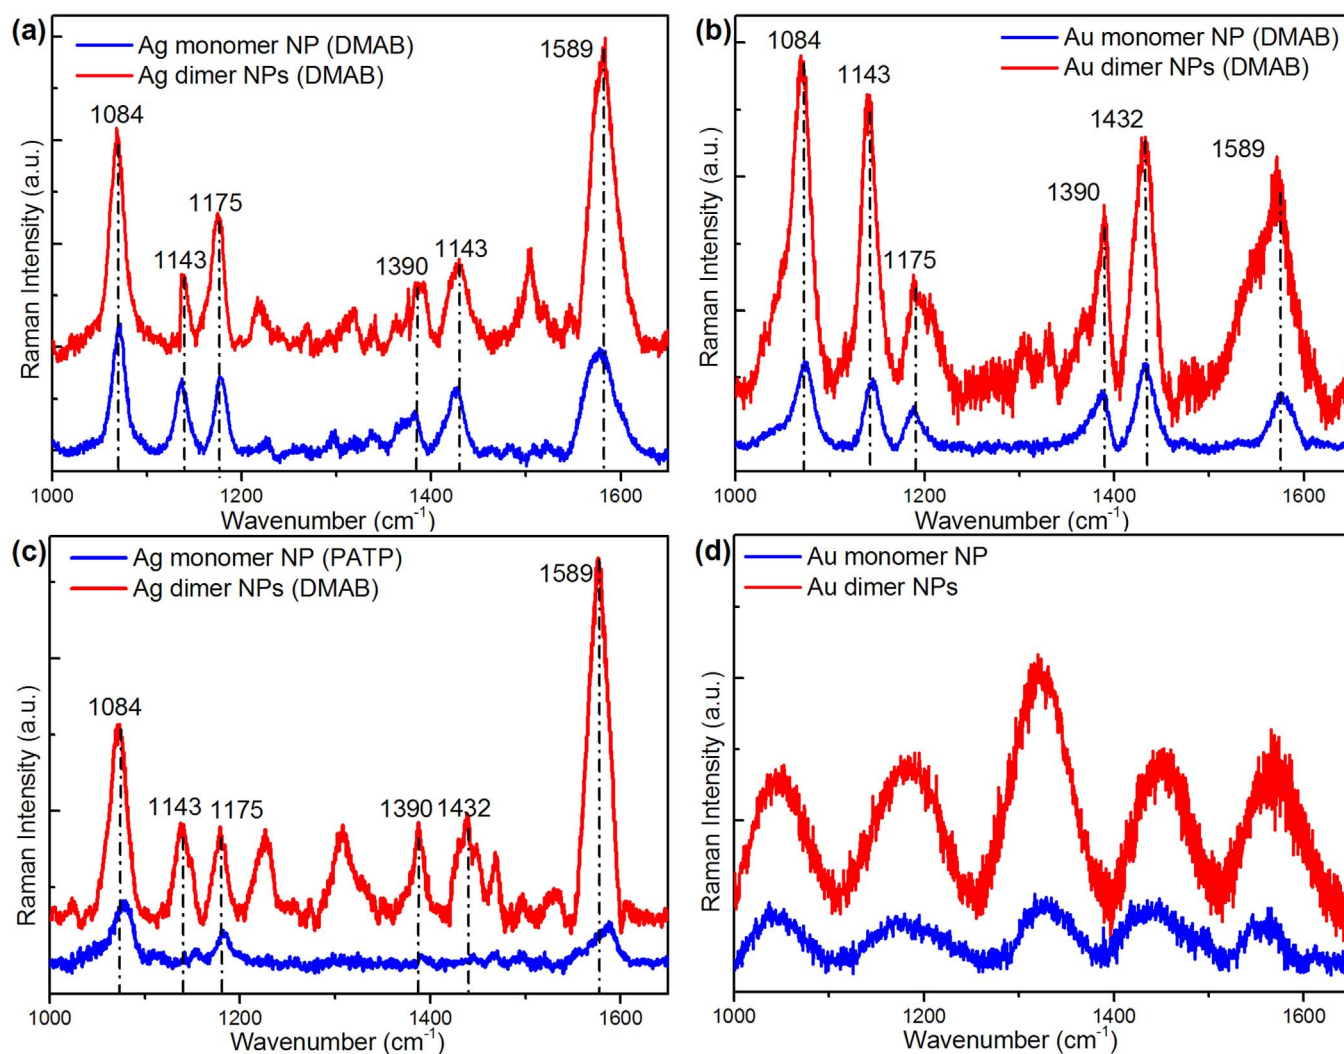 (a)
Ag monomer NP (DMAB)
Ag dimer NPs (DMAB)
1589
1084
1175
1143
1390
1143
Raman Intensity (a.u.)
1000
1200
1400
1600
Wavenumber (cm⁻¹)
(b)
1084
Au monomer NP (DMAB)
Au dimer NPs (DMAB)
1143
1432
1589
1390
1175
Raman Intensity (a.u.)
1000
1200
1400
1600
Wavenumber (cm⁻¹)
(c)
Ag monomer NP (PATP)
Ag dimer NPs (DMAB)
1589
1084
1143
1175
1390
1432
Raman Intensity (a.u.)
1000
1200
1400
1600
Wavenumber (cm⁻¹)
(d)
Au monomer NP
Au dimer NPs
Raman Intensity (a.u.)
1000
1200
1400
1600
Wavenumber (cm⁻¹)